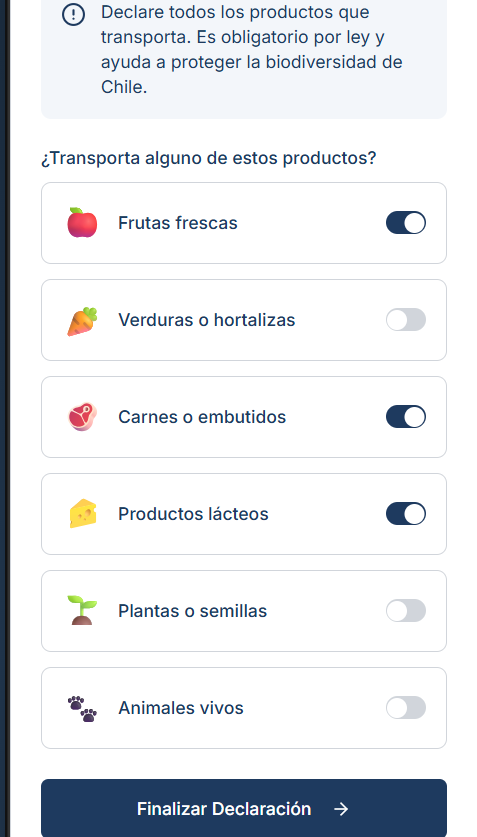 Declare todos los productos que
transporta. Es obligatorio por ley y
ayuda a proteger la biodiversidad de
Chile.
¿Transporta alguno de estos productos?
Frutas frescas
Verduras o hortalizas
Carnes o embutidos
Productos lácteos
Plantas o semillas
Animales vivos
Finalizar Declaración →